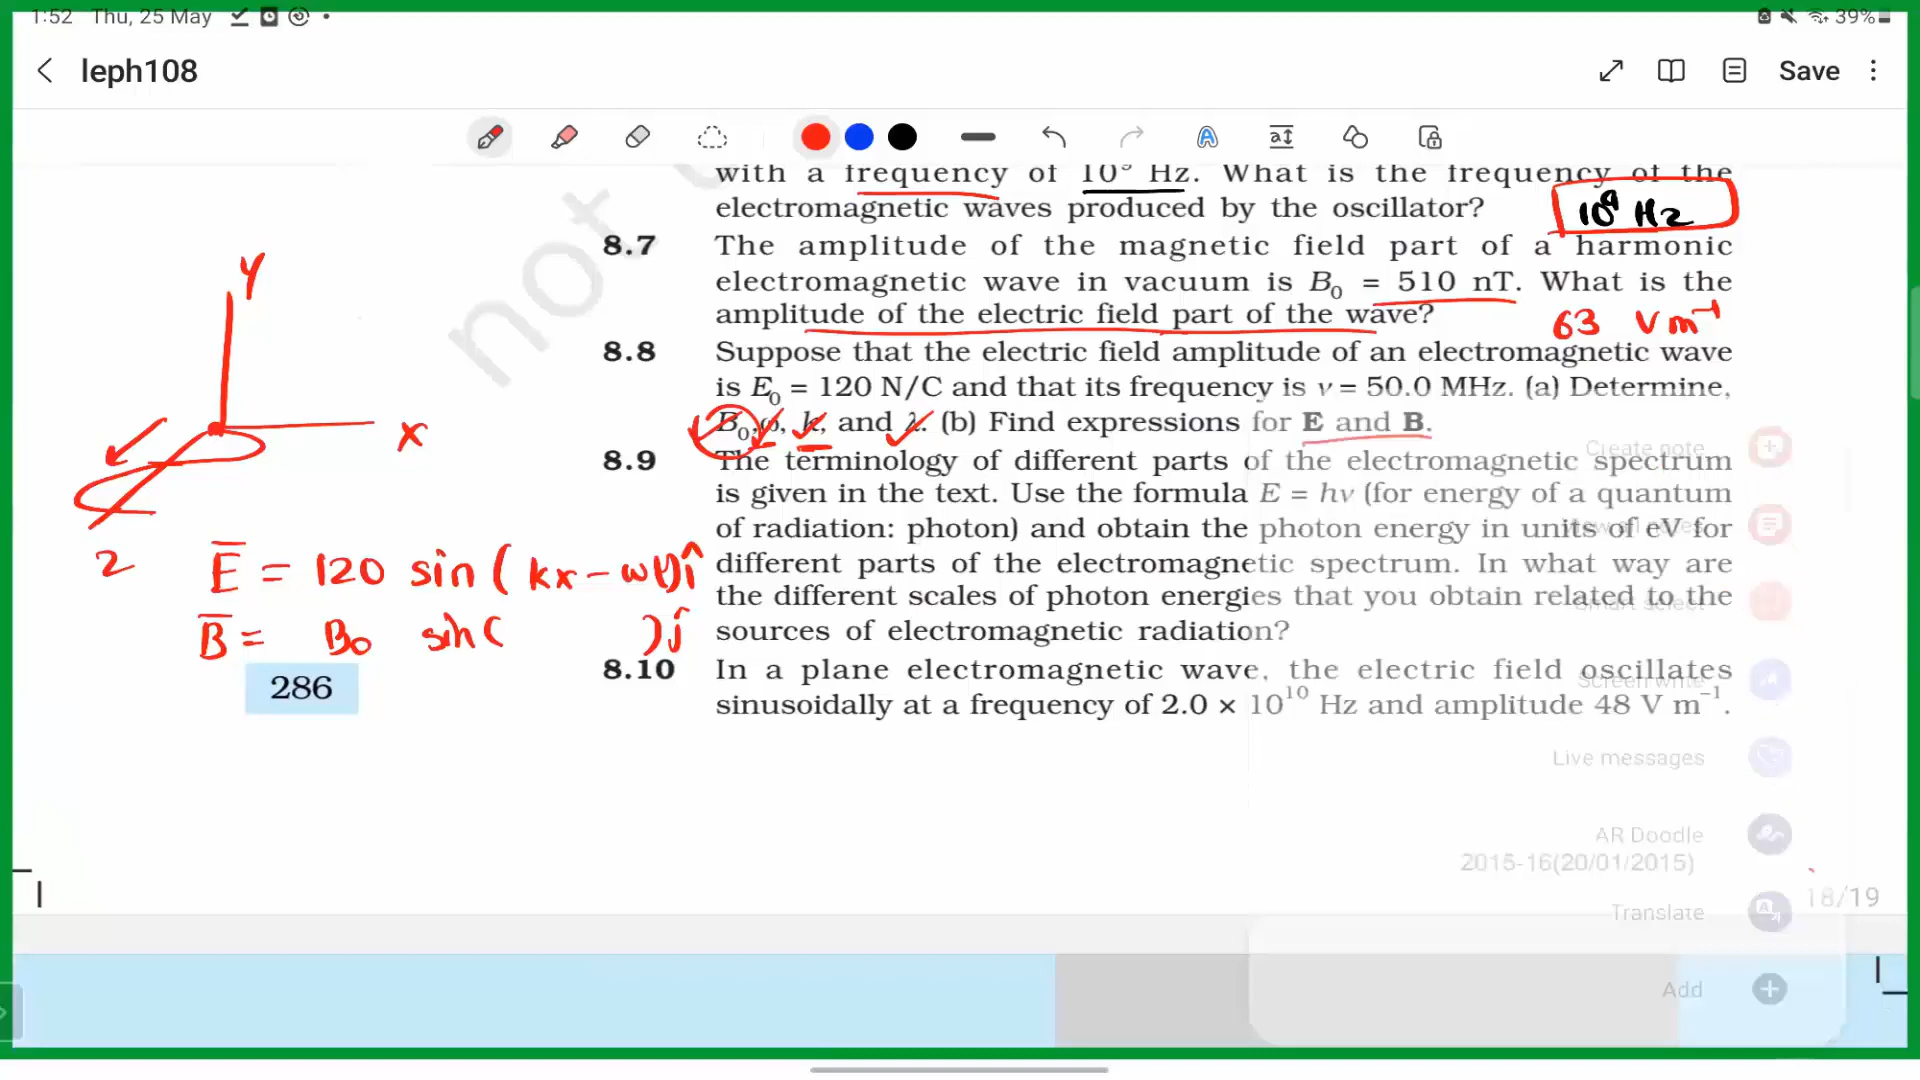 1:52 Thu, 25 May
39%
leph108
Save
with a frequency of 10⁹ Hz. What is the frequency of the
electromagnetic waves produced by the oscillator?
10⁹ Hz
8.7 The amplitude of the magnetic field part of a harmonic
electromagnetic wave in vacuum is B₀ = 510 nT. What is the
amplitude of the electric field part of the wave?
63 Vm⁻¹
8.8 Suppose that the electric field amplitude of an electromagnetic wave
is E₀ = 120 N/C and that its frequency is ν = 50.0 MHz. (a) Determine,
B₀,ω, k, and λ. (b) Find expressions for E and B.
8.9 The terminology of different parts of the electromagnetic spectrum
is given in the text. Use the formula E = hν (for energy of a quantum
of radiation: photon) and obtain the photon energy in units of eV for
different parts of the electromagnetic spectrum. In what way are
the different scales of photon energies that you obtain related to the
sources of electromagnetic radiation?
8.10 In a plane electromagnetic wave, the electric field oscillates
sinusoidally at a frequency of 2.0 × 10¹⁰ Hz and amplitude 48 V m⁻¹.
not
y
x
z
E̅ = 120 sin( kx - ωt) î
B̅ = B₀ sin( ) ĵ
286
Create note
View all notes
Smart select
Screen write
Live messages
AR Doodle
2015-16(20/01/2015)
18/19
Translate
Add